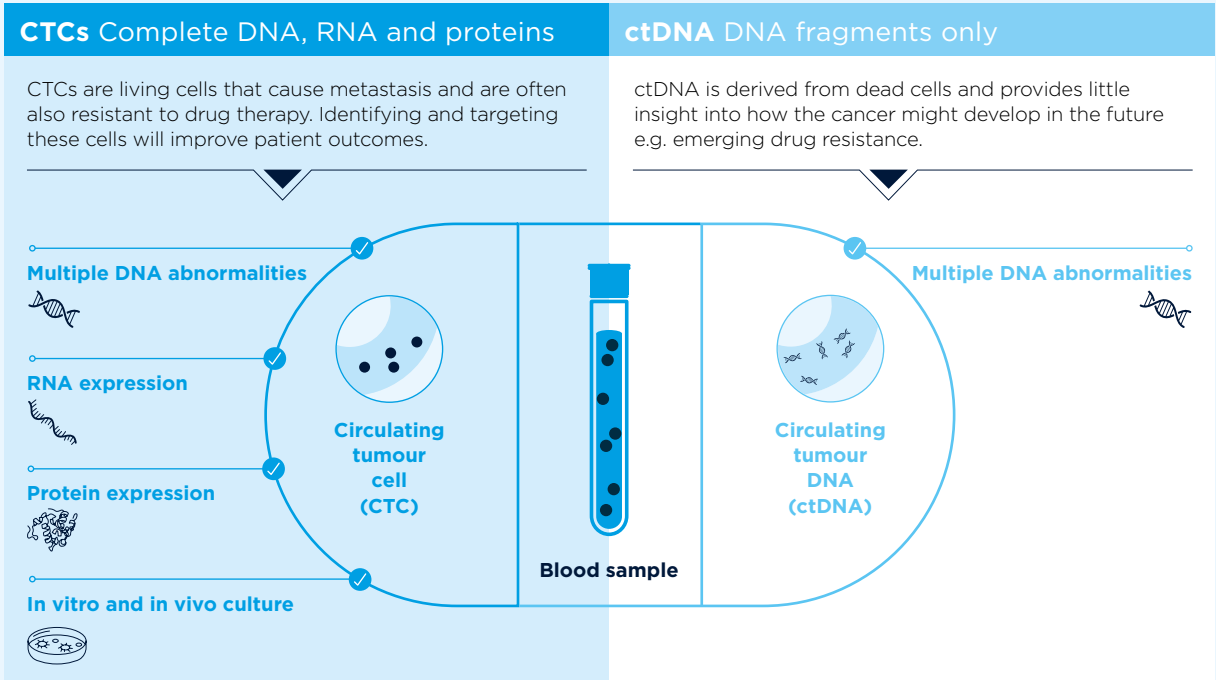 CTCs Complete DNA, RNA and proteins
CTCs are living cells that cause metastasis and are often
also resistant to drug therapy. Identifying and targeting
these cells will improve patient outcomes.
ctDNA DNA fragments only
ctDNA is derived from dead cells and provides little
insight into how the cancer might develop in the future
e.g. emerging drug resistance.
Multiple DNA abnormalities
RNA expression
Protein expression
In vitro and in vivo culture
Circulating
tumour
cell
(CTC)
Blood sample
Circulating
tumour
DNA
(ctDNA)
Multiple DNA abnormalities